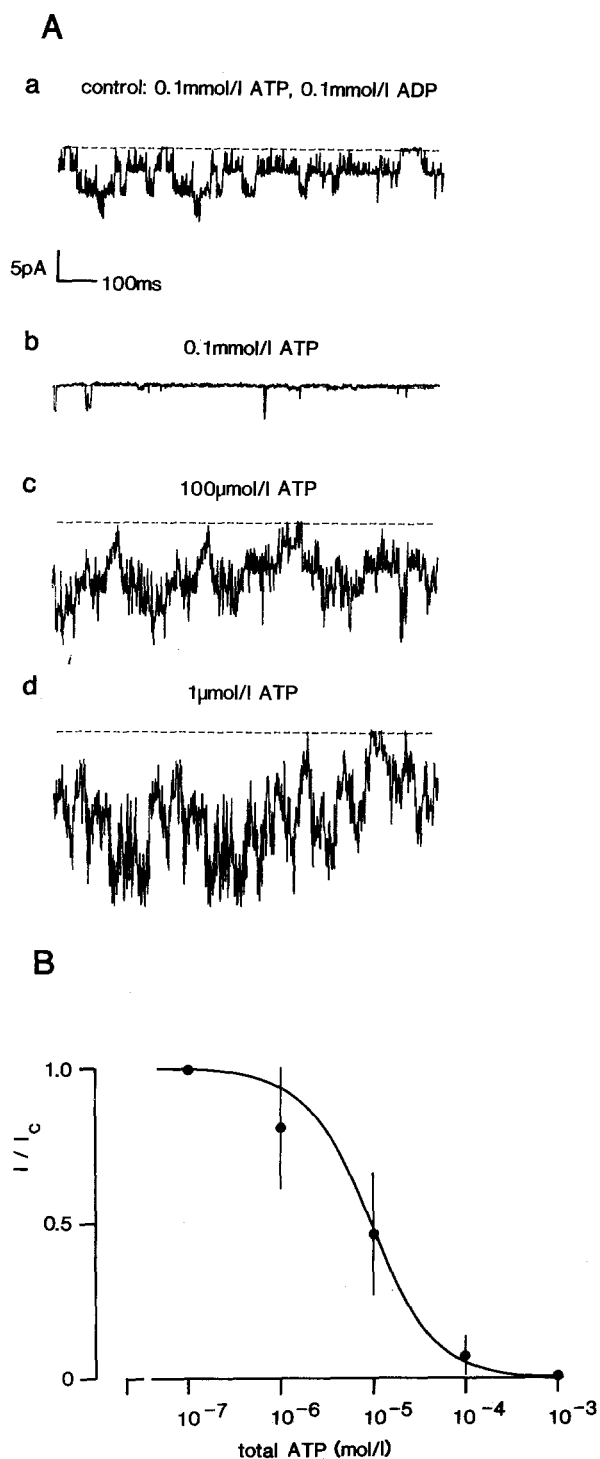 A
a
control: 0.1mmol/l ATP, 0.1mmol/l ADP
5pA
100ms
b
0.1mmol/l ATP
c
100µmol/l ATP
d
1µmol/l ATP
B
1.0
0.5
0
I / Ic
10⁻⁷ 10⁻⁶ 10⁻⁵ 10⁻⁴ 10⁻³
total ATP (mol/l)